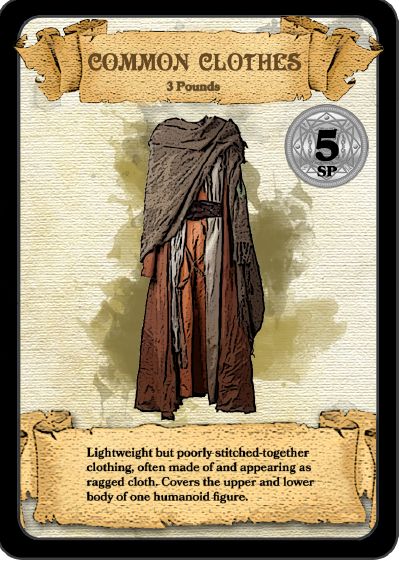 COMMON CLOTHES
3 Pounds
5
SP
Lightweight but poorly stitched-together
clothing, often made of and appearing as
ragged cloth. Covers the upper and lower
body of one humanoid figure.